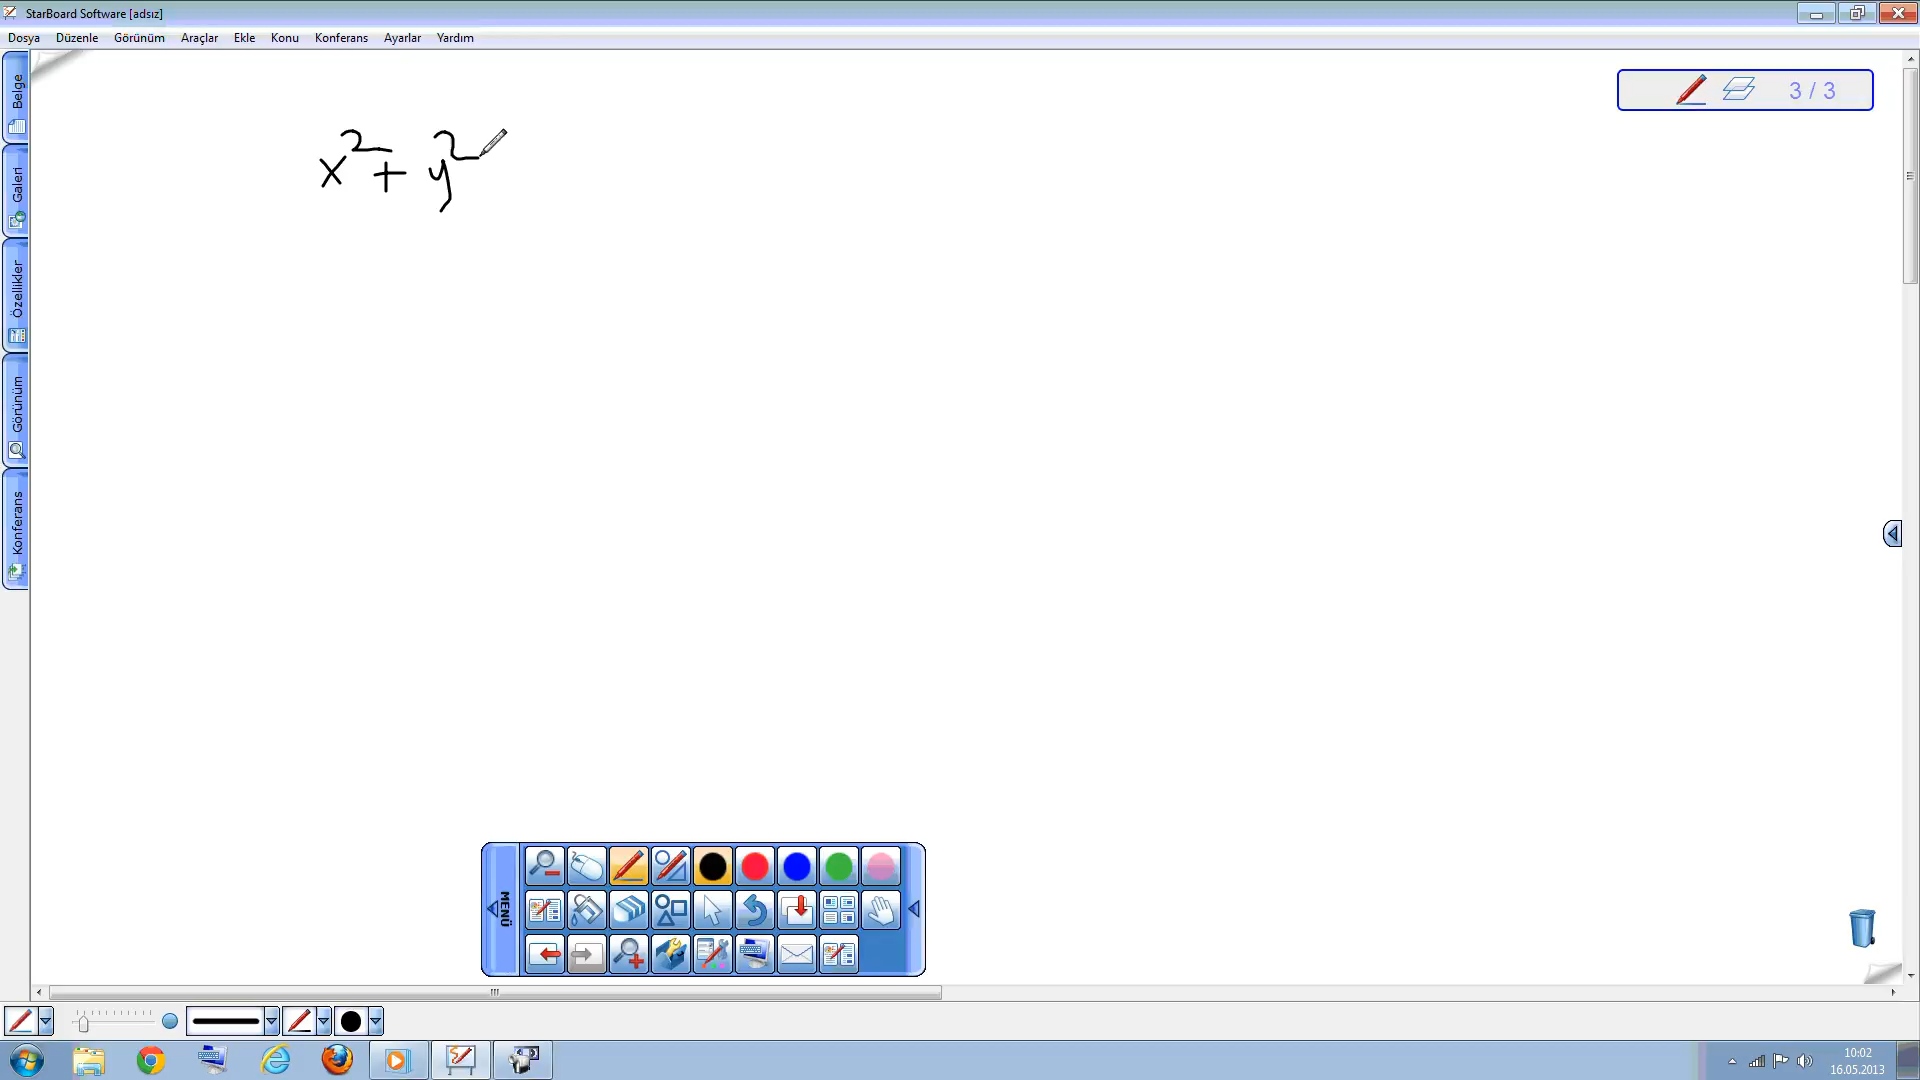 StarBoard Software [adsız]
Dosya Düzenle Görünüm Araçlar Ekle Konu Konferans Ayarlar Yardım
Belge
Galeri
Özellikler
Görünüm
Konferans
3 / 3
x² + y²
MENÜ
10:02
16.05.2013